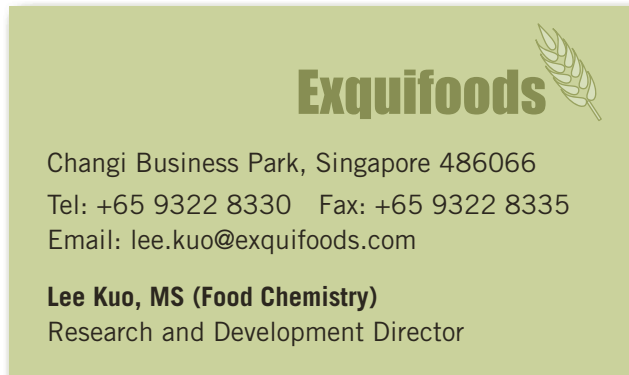 Exquifoods
Changi Business Park, Singapore 486066
Tel: +65 9322 8330 Fax: +65 9322 8335
Email: lee.kuo@exquifoods.com
Lee Kuo, MS (Food Chemistry)
Research and Development Director